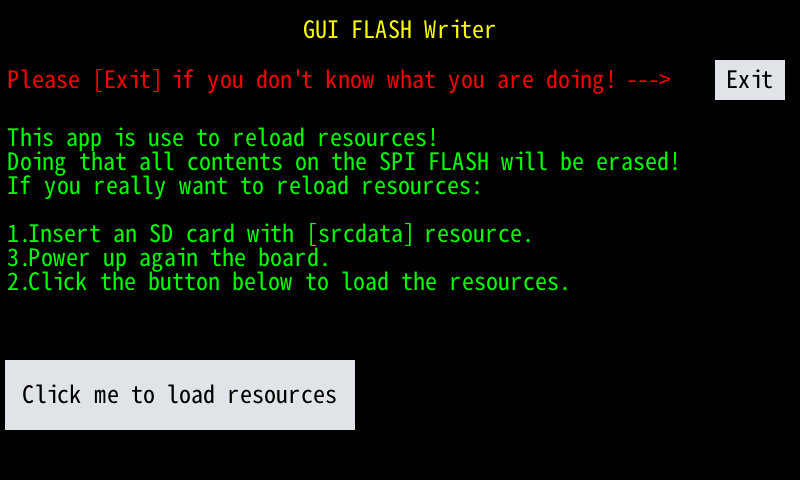 GUI FLASH Writer
Please [Exit] if you don't know what you are doing! --->
Exit
This app is use to reload resources!
Doing that all contents on the SPI FLASH will be erased!
If you really want to reload resources:
1.Insert an SD card with [srcdata] resource.
3.Power up again the board.
2.Click the button below to load the resources.
Click me to load resources